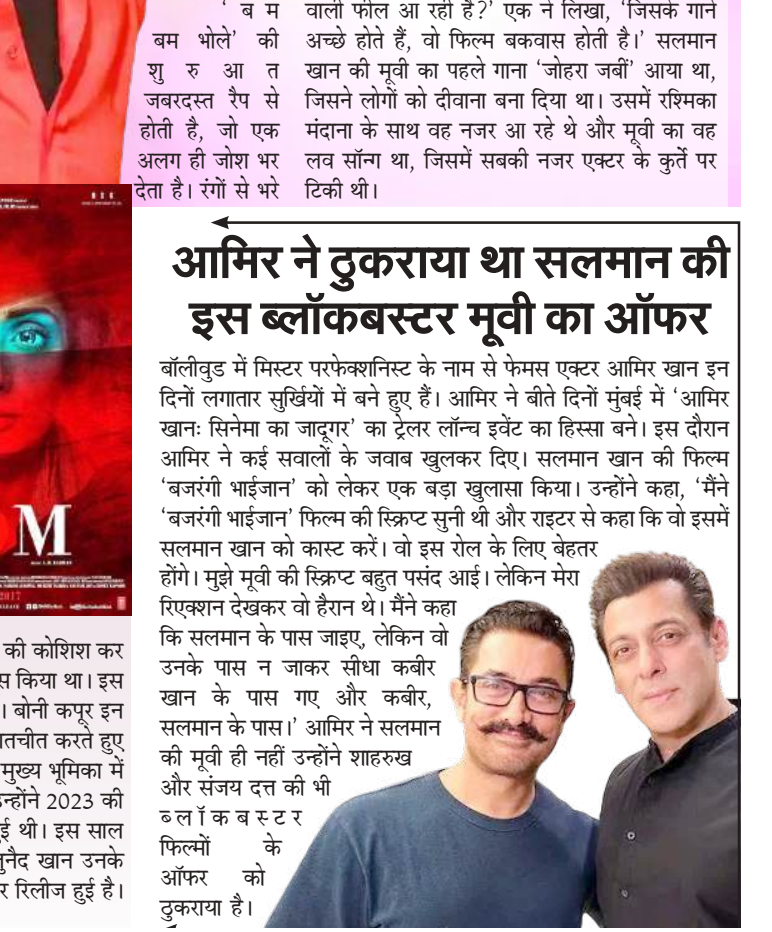 ‘ ब म
बम भोले’ की
शु रु आ त
जबरदस्त रैप से
होती है, जो एक
अलग ही जोश भर
देता है। रंगों से भरे
वाली फील आ रही है?’ एक ने लिखा, ‘जिसके गाने
अच्छे होते हैं, वो फिल्म बकवास होती है।’ सलमान
खान की मूवी का पहले गाना ‘जोहरा जबीं’ आया था,
जिसने लोगों को दीवाना बना दिया था। उसमें रश्मिका
मंदाना के साथ वह नजर आ रहे थे और मूवी का वह
लव सॉन्ग था, जिसमें सबकी नजर एक्टर के कुर्ते पर
टिकी थी।
आमिर ने ठुकराया था सलमान की
इस ब्लॉकबस्टर मूवी का ऑफर
बॉलीवुड में मिस्टर परफेक्शनिस्ट के नाम से फेमस एक्टर आमिर खान इन
दिनों लगातार सुर्खियों में बने हुए हैं। आमिर ने बीते दिनों मुंबई में ‘आमिर
खानः सिनेमा का जादूगर’ का ट्रेलर लॉन्च इवेंट का हिस्सा बने। इस दौरान
आमिर ने कई सवालों के जवाब खुलकर दिए। सलमान खान की फिल्म
‘बजरंगी भाईजान’ को लेकर एक बड़ा खुलासा किया। उन्होंने कहा, ‘मैंने
‘बजरंगी भाईजान’ फिल्म की स्क्रिप्ट सुनी थी और राइटर से कहा कि वो इसमें
सलमान खान को कास्ट करें। वो इस रोल के लिए बेहतर
होंगे। मुझे मूवी की स्क्रिप्ट बहुत पसंद आई। लेकिन मेरा
रिएक्शन देखकर वो हैरान थे। मैंने कहा
कि सलमान के पास जाइए, लेकिन वो
उनके पास न जाकर सीधा कबीर
खान के पास गए और कबीर,
सलमान के पास।’ आमिर ने सलमान
की मूवी ही नहीं उन्होंने शाहरुख
और संजय दत्त की भी
ब्लॉकबस्टर
फिल्मों के
ऑफर को
ठुकराया है।
M
2017
की कोशिश कर
किया था। इस
। बोनी कपूर इन
करते हुए
मुख्य भूमिका में
2023 की
थी। इस साल
खान उनके
रिलीज हुई है।